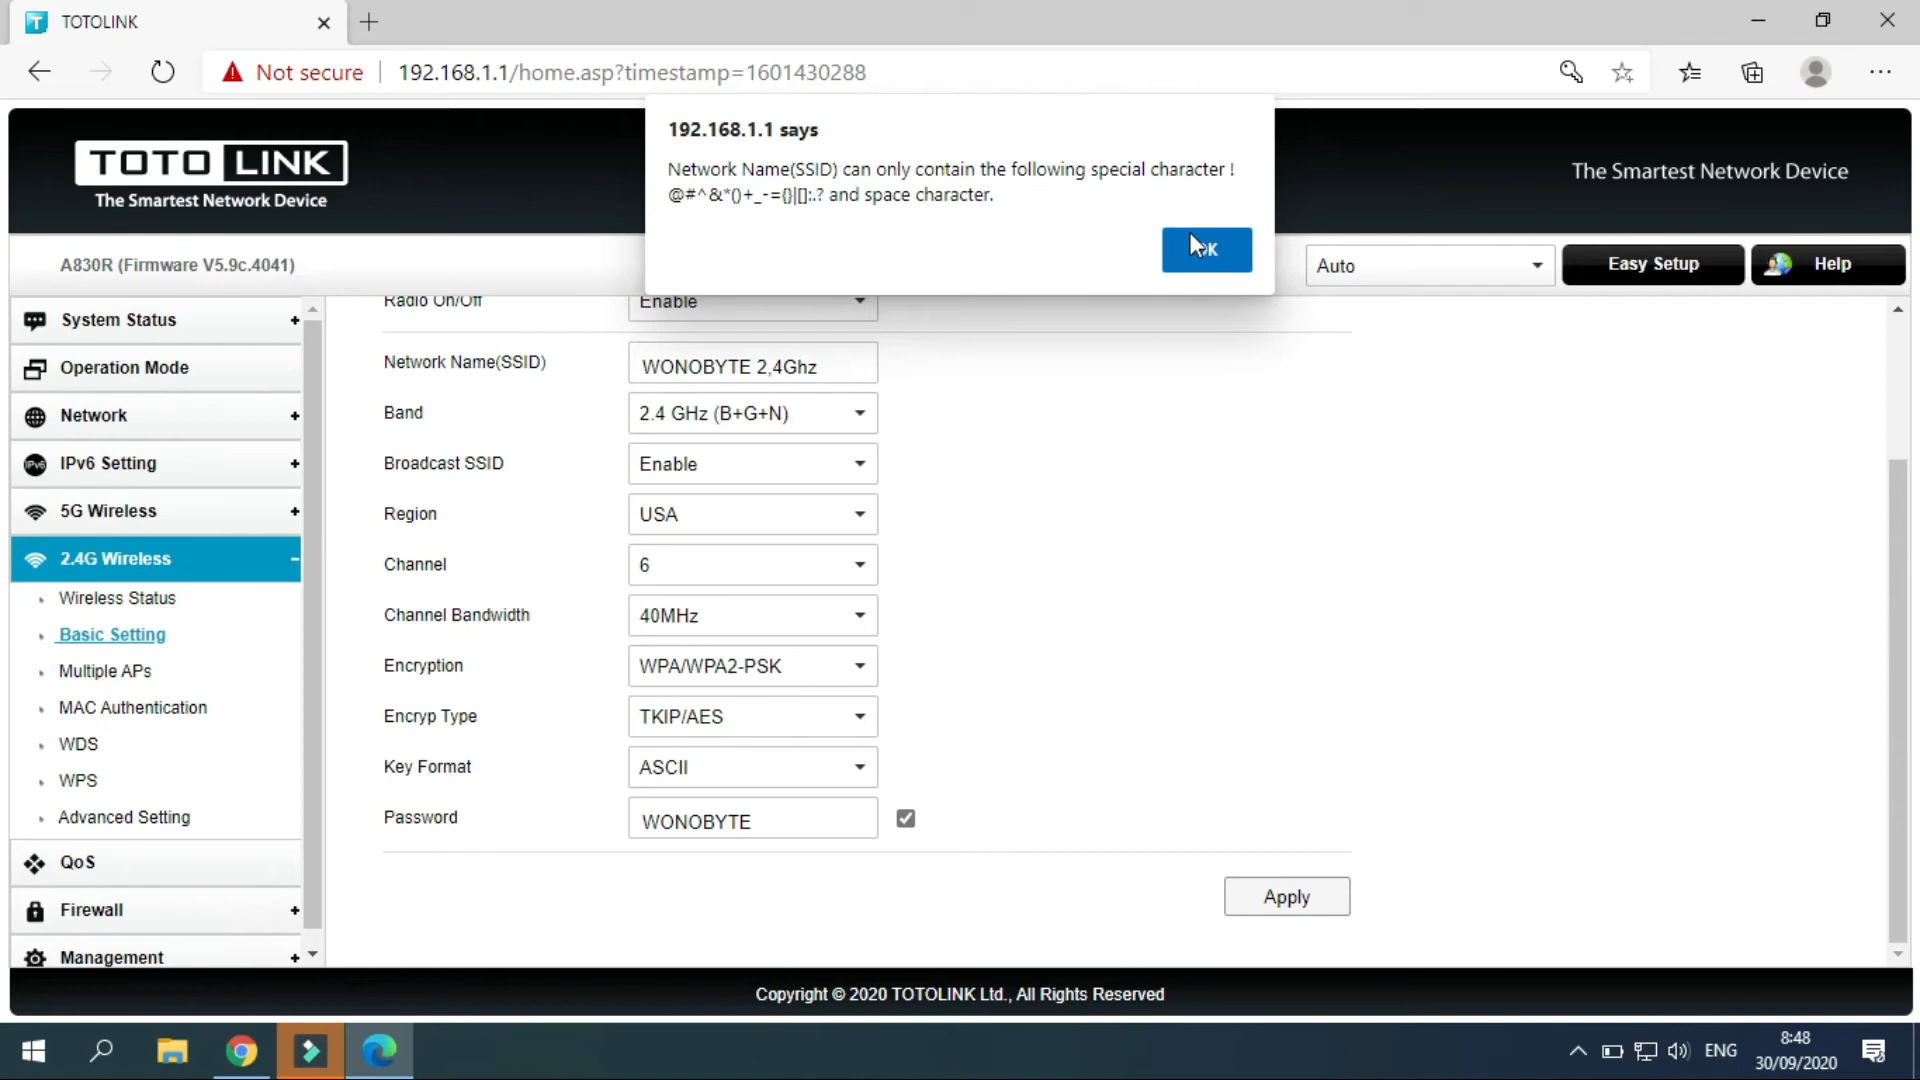 TOTOLINK
Not secure
192.168.1.1/home.asp?timestamp=1601430288
192.168.1.1 says
Network Name(SSID) can only contain the following special character !
@#^&*()+_-={}|[]:.? and space character.
OK
TOTO LINK
The Smartest Network Device
The Smartest Network Device
A830R (Firmware V5.9c.4041)
Auto
Easy Setup
Help
System Status
Operation Mode
Network
IPv6 Setting
5G Wireless
2.4G Wireless
Wireless Status
Basic Setting
Multiple APs
MAC Authentication
WDS
WPS
Advanced Setting
QoS
Firewall
Management
Radio On/Off Enable
Network Name(SSID) WONOBYTE 2,4Ghz
Band 2.4 GHz (B+G+N)
Broadcast SSID Enable
Region USA
Channel 6
Channel Bandwidth 40MHz
Encryption WPA/WPA2-PSK
Encryp Type TKIP/AES
Key Format ASCII
Password WONOBYTE
Apply
Copyright © 2020 TOTOLINK Ltd., All Rights Reserved
ENG
8:48
30/09/2020